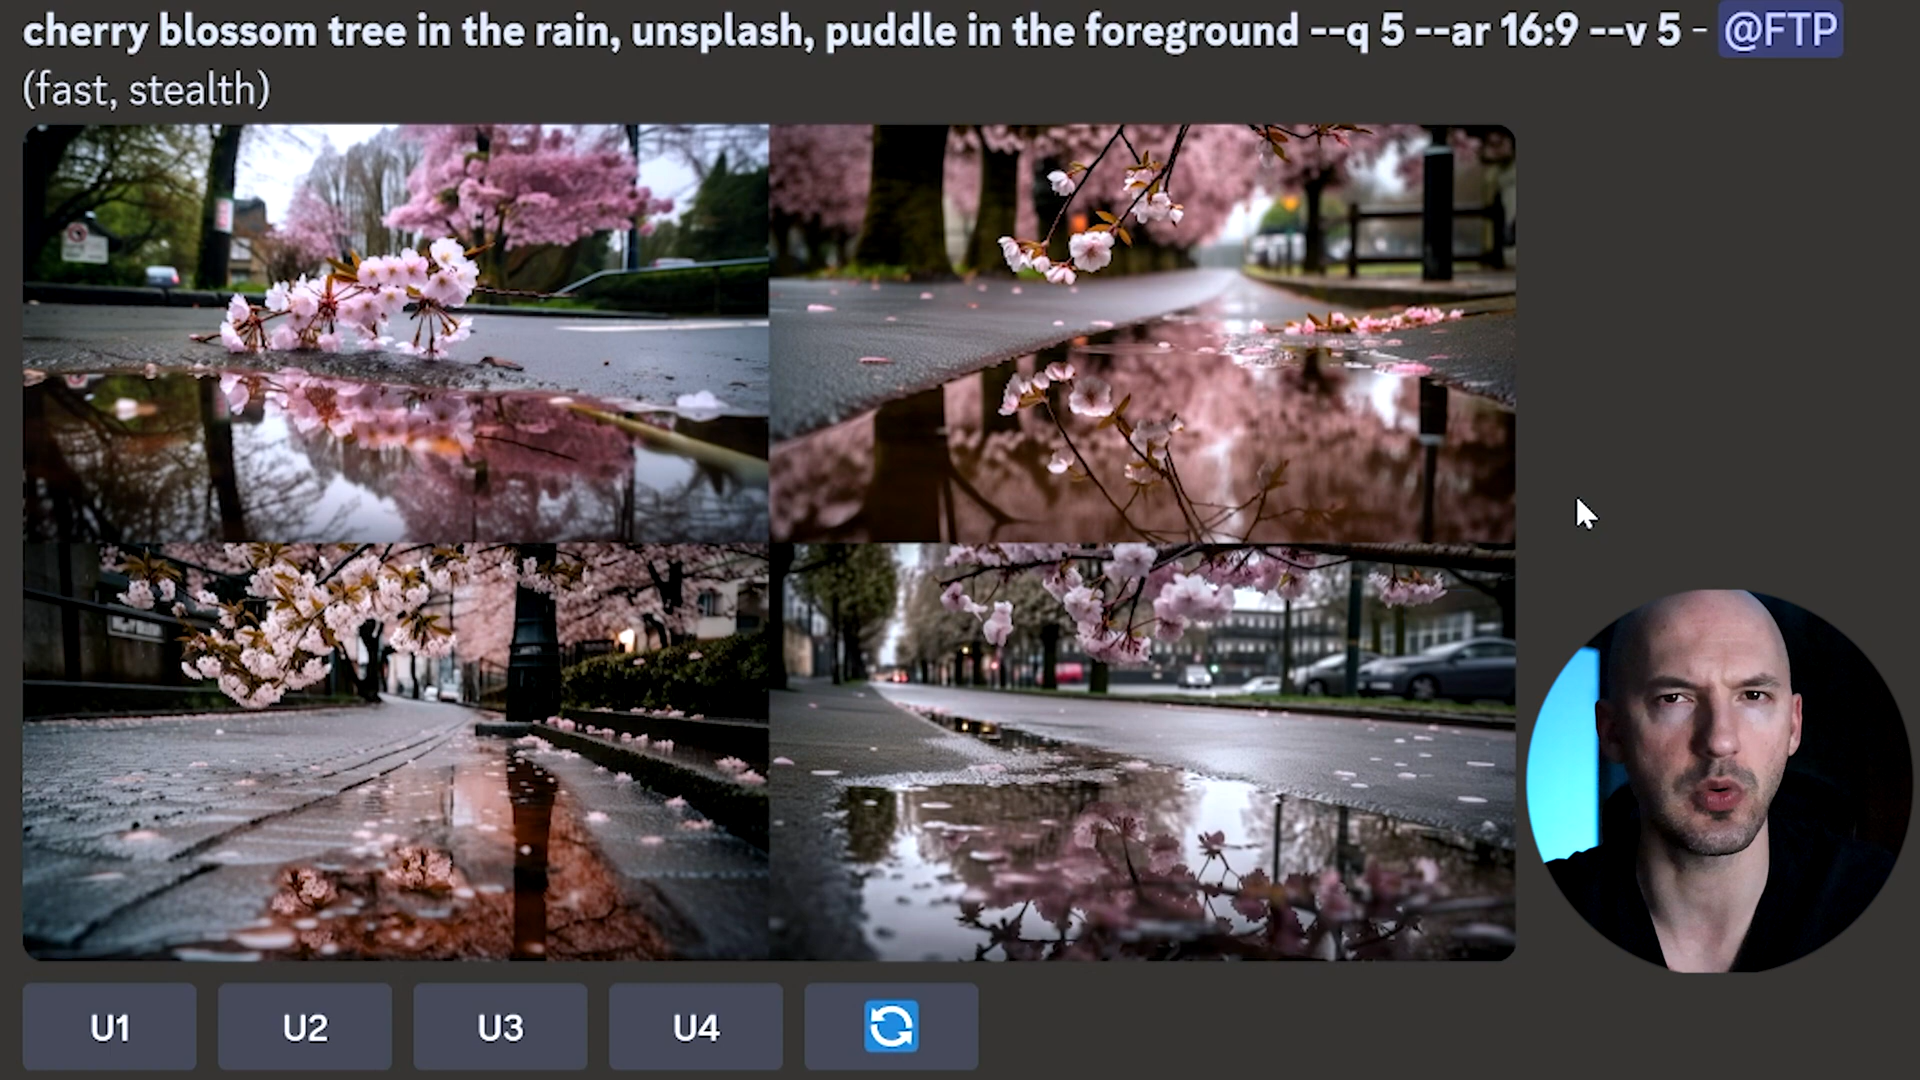 cherry blossom tree in the rain, unsplash, puddle in the foreground --q 5 --ar 16:9 --v 5 - @FTP
(fast, stealth)
U1 U2 U3 U4